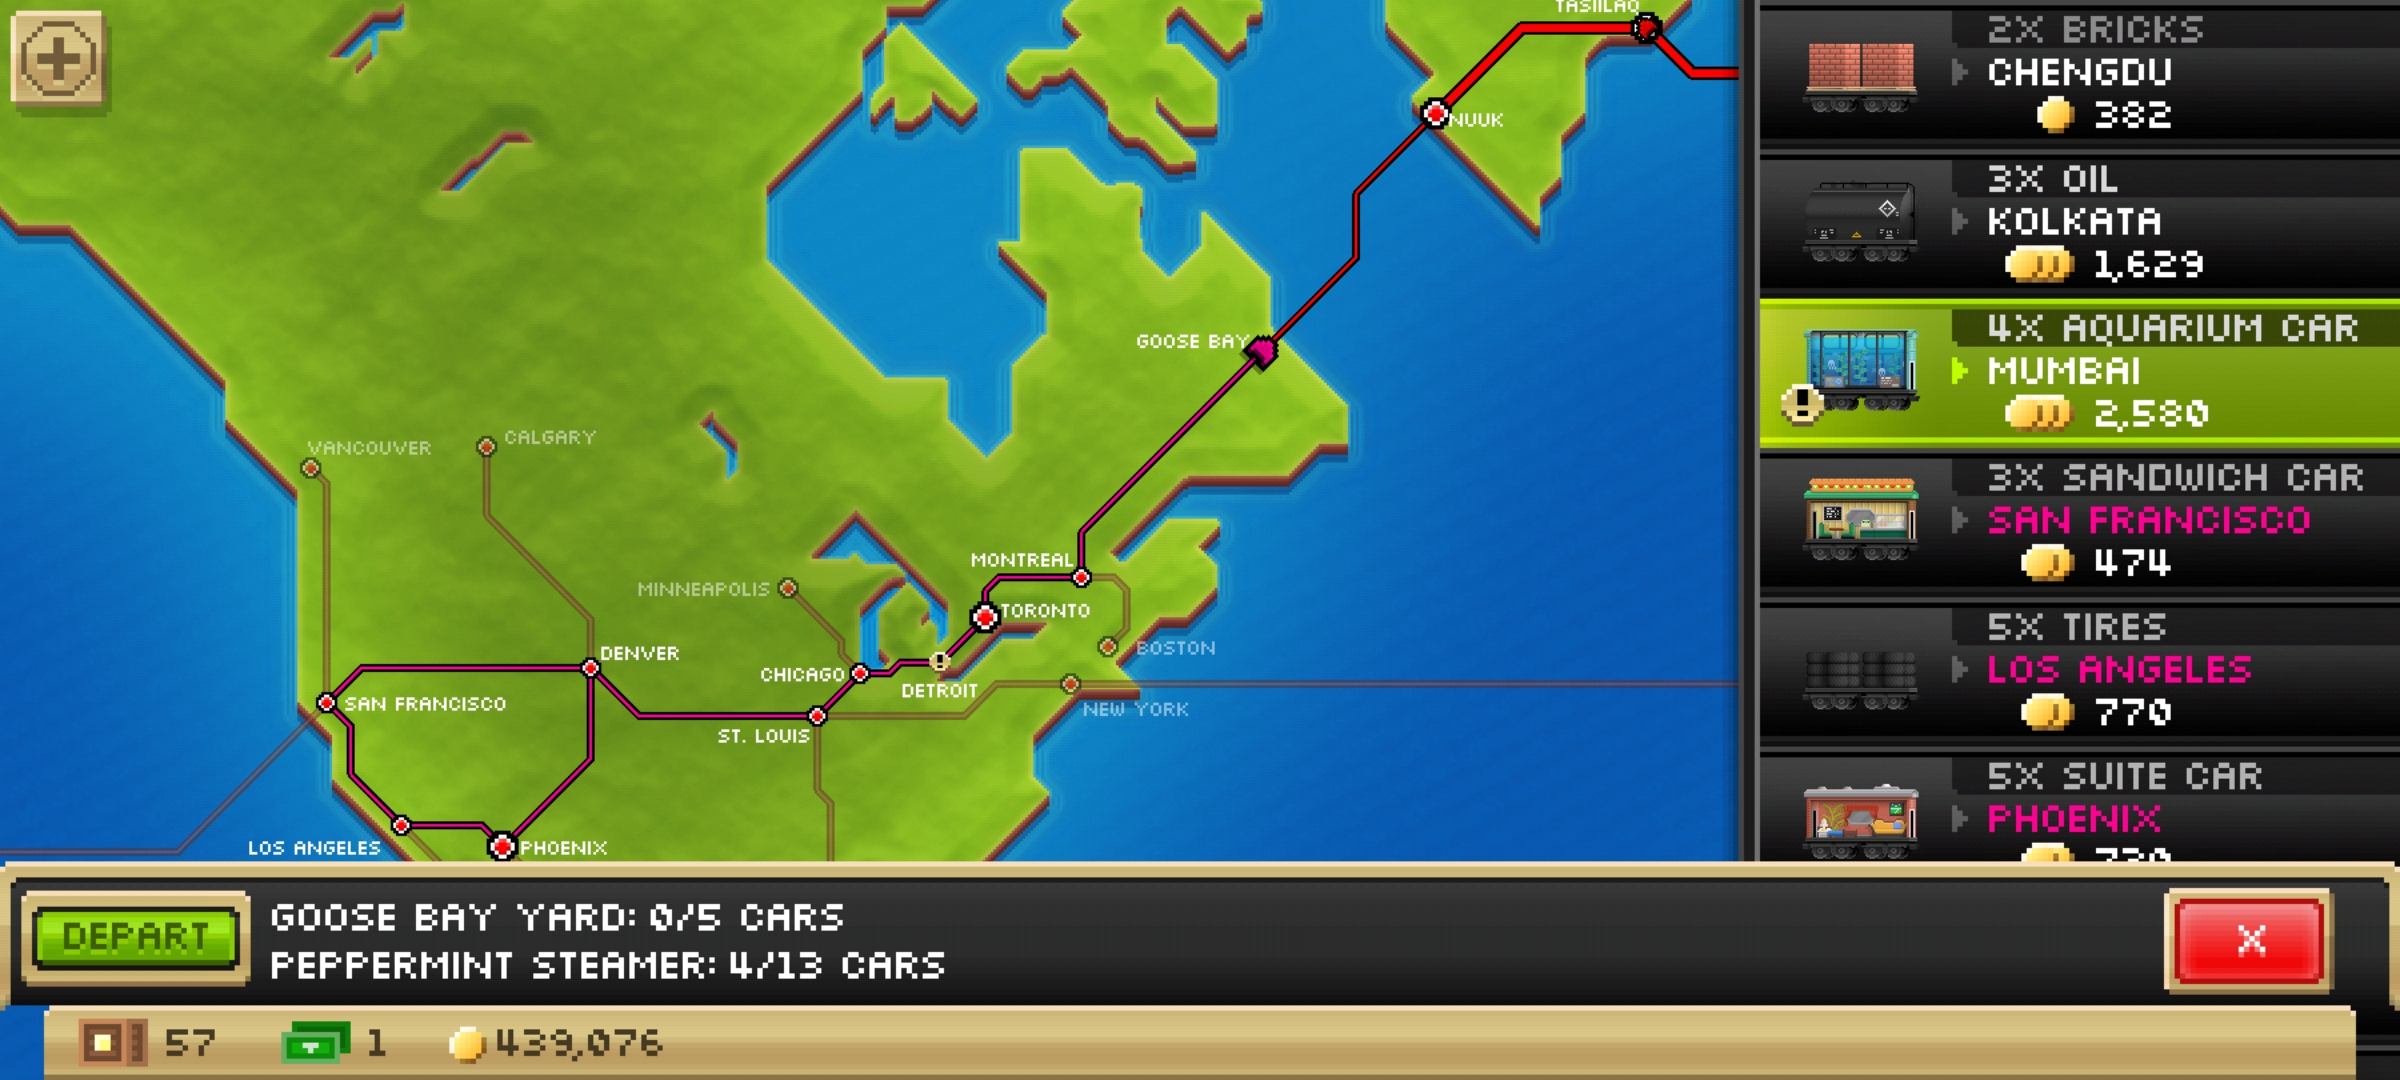 TASIILAQ
NUUK
GOOSE BAY
VANCOUVER
CALGARY
MONTREAL
MINNEAPOLIS
TORONTO
BOSTON
DENVER
CHICAGO
DETROIT
SAN FRANCISCO
NEW YORK
ST. LOUIS
LOS ANGELES
PHOENIX
2X BRICKS
CHENGDU
382
3X OIL
KOLKATA
1,629
4X AQUARIUM CAR
MUMBAI
2,580
3X SANDWICH CAR
SAN FRANCISCO
474
5X TIRES
LOS ANGELES
770
5X SUITE CAR
PHOENIX
DEPART
GOOSE BAY YARD: 0/5 CARS
PEPPERMINT STEAMER: 4/13 CARS
X
57
1
439,076